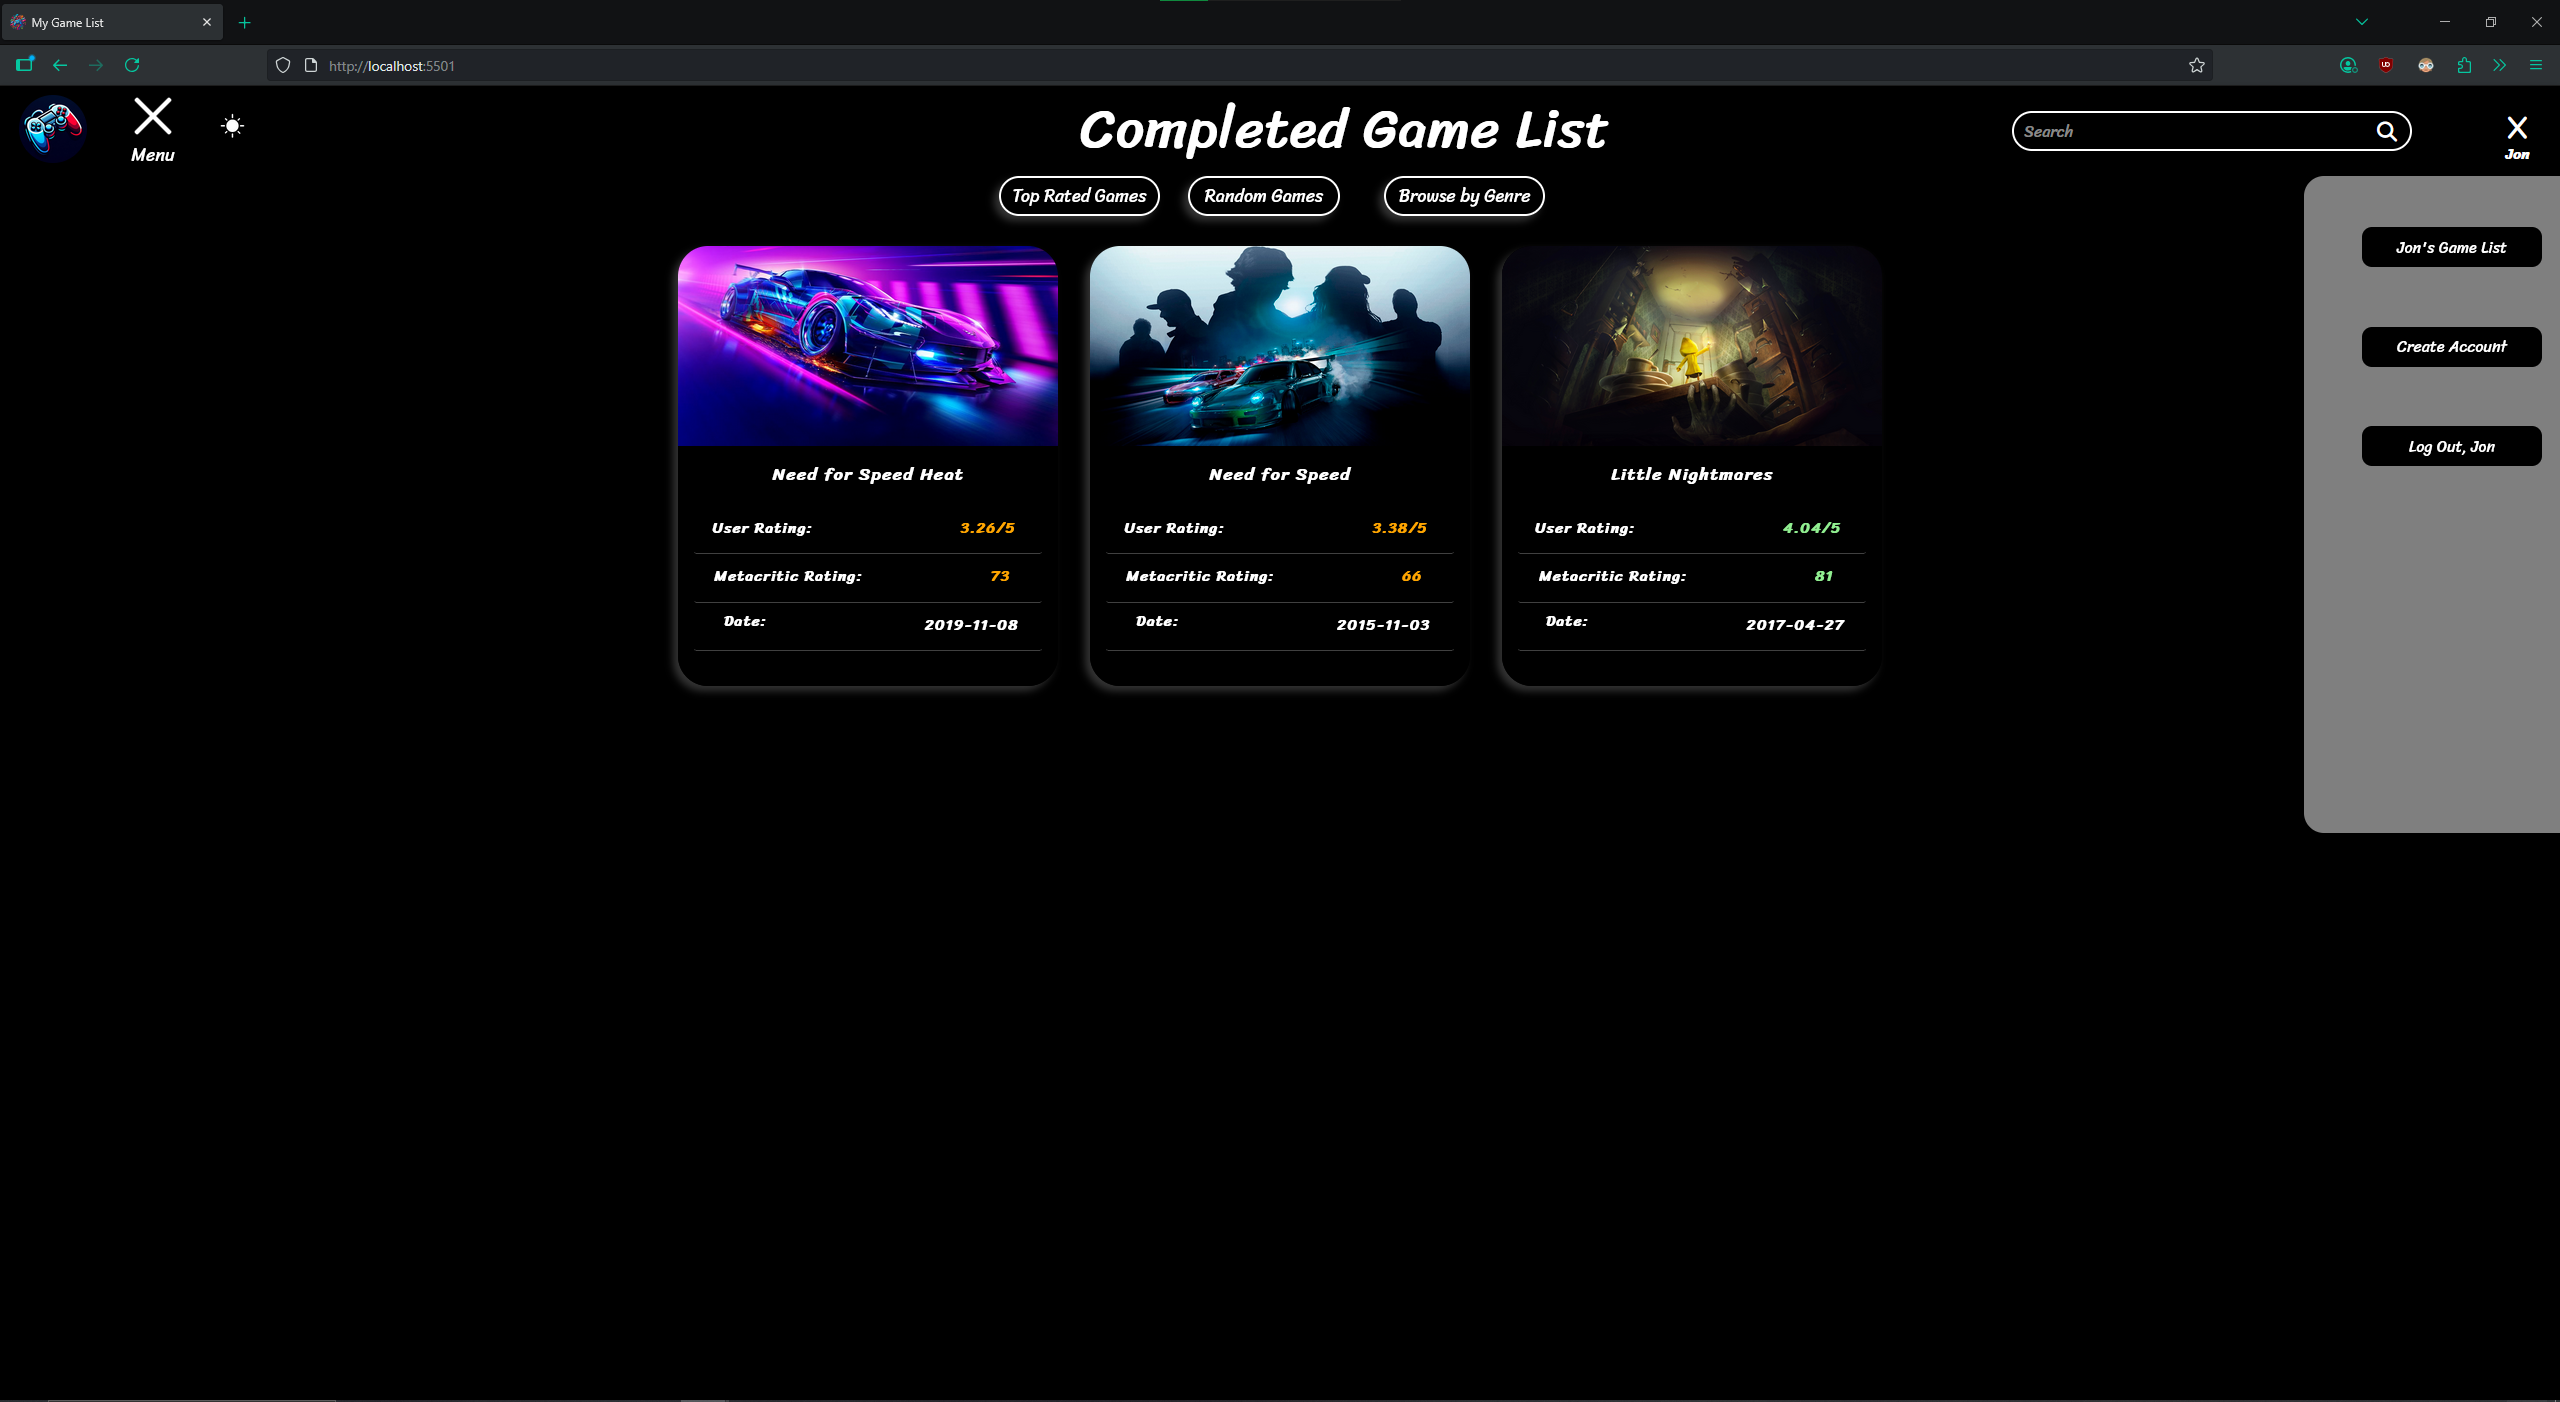 My Game List
http://localhost:5501
Menu
Completed Game List
Search
Jon
Top Rated Games
Random Games
Browse by Genre
Jon's Game List
Create Account
Log Out, Jon
Need for Speed Heat
User Rating: 3.26/5
Metacritic Rating: 73
Date: 2019-11-08
Need for Speed
User Rating: 3.38/5
Metacritic Rating: 66
Date: 2015-11-03
Little Nightmares
User Rating: 4.04/5
Metacritic Rating: 81
Date: 2017-04-27